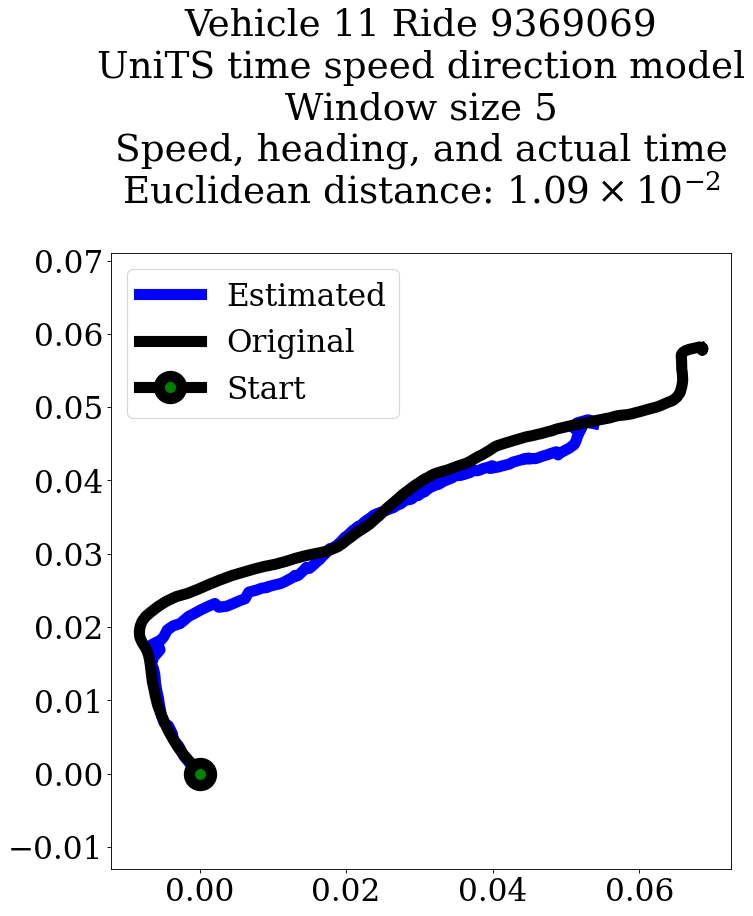 Vehicle 11 Ride 9369069
UniTS time speed direction model
Window size 5
Speed, heading, and actual time
Euclidean distance: $1.09 \times 10^{-2}$
0.07
0.06
0.05
0.04
0.03
0.02
0.01
0.00
−0.01
Estimated
Original
Start
0.00 0.02 0.04 0.06